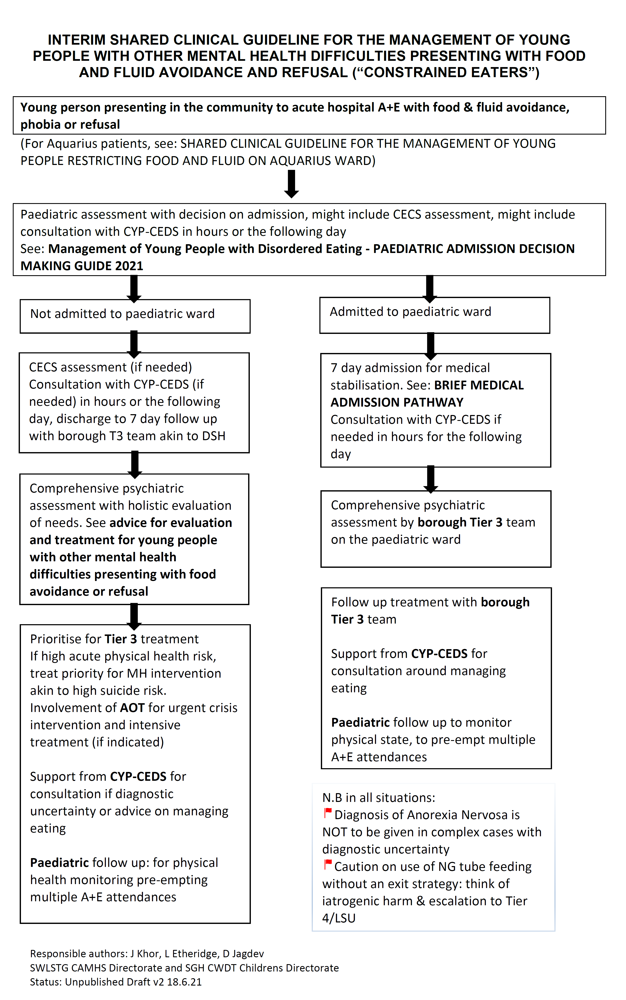 INTERIM SHARED CLINICAL GUIDELINE FOR THE MANAGEMENT OF YOUNG
PEOPLE WITH OTHER MENTAL HEALTH DIFFICULTIES PRESENTING WITH FOOD
AND FLUID AVOIDANCE AND REFUSAL (“CONSTRAINED EATERS”)
Young person presenting in the community to acute hospital A+E with food & fluid avoidance,
phobia or refusal
(For Aquarius patients, see: SHARED CLINICAL GUIDELINE FOR THE MANAGEMENT OF YOUNG
PEOPLE RESTRICTING FOOD AND FLUID ON AQUARIUS WARD)
Paediatric assessment with decision on admission, might include CECS assessment, might include
consultation with CYP-CEDS in hours or the following day
See: Management of Young People with Disordered Eating - PAEDIATRIC ADMISSION DECISION
MAKING GUIDE 2021
Not admitted to paediatric ward
CECS assessment (if needed)
Consultation with CYP-CEDS (if
needed) in hours or the following
day, discharge to 7 day follow up
with borough T3 team akin to DSH
Comprehensive psychiatric
assessment with holistic evaluation
of needs. See advice for evaluation
and treatment for young people
with other mental health
difficulties presenting with food
avoidance or refusal
Prioritise for Tier 3 treatment
If high acute physical health risk,
treat priority for MH intervention
akin to high suicide risk.
Involvement of AOT for urgent crisis
intervention and intensive
treatment (if indicated)
Support from CYP-CEDS for
consultation if diagnostic
uncertainty or advice on managing
eating
Paediatric follow up: for physical
health monitoring pre-empting
multiple A+E attendances
Admitted to paediatric ward
7 day admission for medical
stabilisation. See: BRIEF MEDICAL
ADMISSION PATHWAY
Consultation with CYP-CEDS if
needed in hours for the following
day
Comprehensive psychiatric
assessment by borough Tier 3 team
on the paediatric ward
Follow up treatment with borough
Tier 3 team
Support from CYP-CEDS for
consultation around managing
eating
Paediatric follow up to monitor
physical state, to pre-empt multiple
A+E attendances
N.B in all situations:
Diagnosis of Anorexia Nervosa is
NOT to be given in complex cases with
diagnostic uncertainty
Caution on use of NG tube feeding
without an exit strategy: think of
iatrogenic harm & escalation to Tier
4/LSU
Responsible authors: J Khor, L Etheridge, D Jagdev
SWLSTG CAMHS Directorate and SGH CWDT Childrens Directorate
Status: Unpublished Draft v2 18.6.21